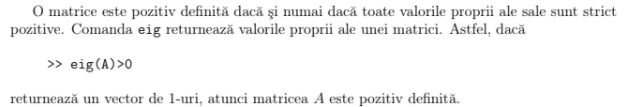 O matrice este pozitiv definită dacă şi numai dacă toate valorile proprii ale sale sunt strict
pozitive. Comanda eig returnează valorile proprii ale unei matrici. Astfel, dacă
>> eig(A)>0
returnează un vector de 1-uri, atunci matricea A este pozitiv definită.